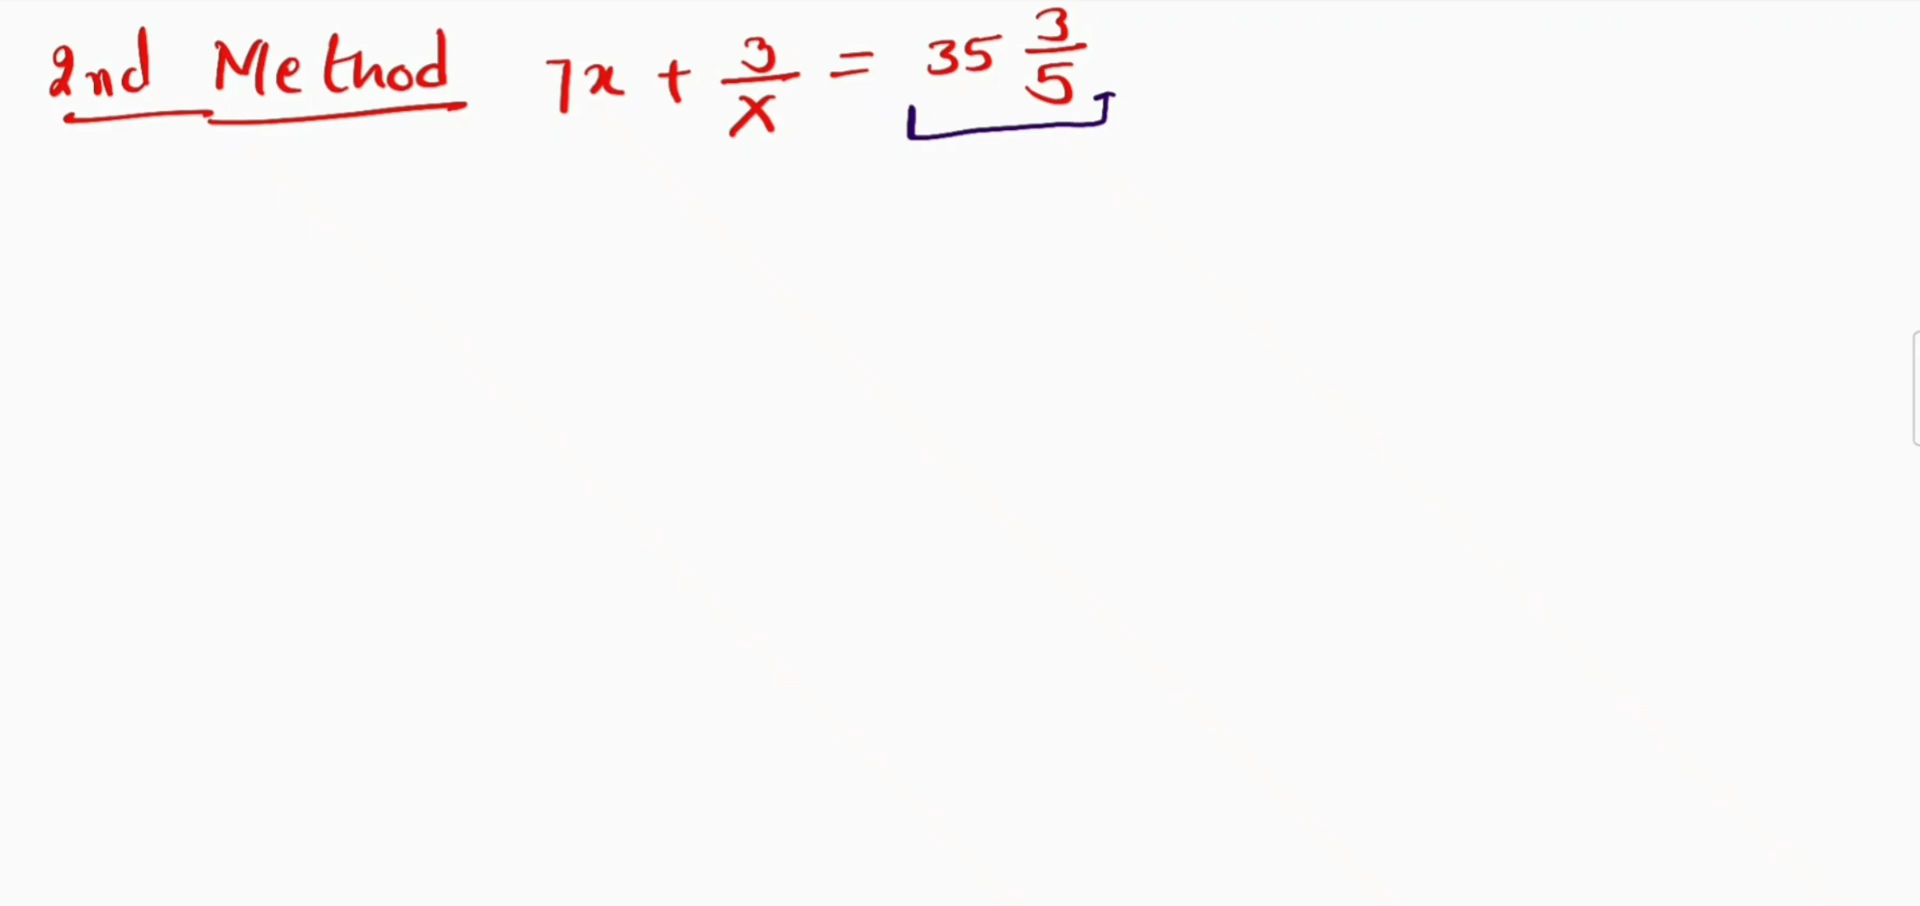 2nd Method 7x + 3/x = 35 3/5